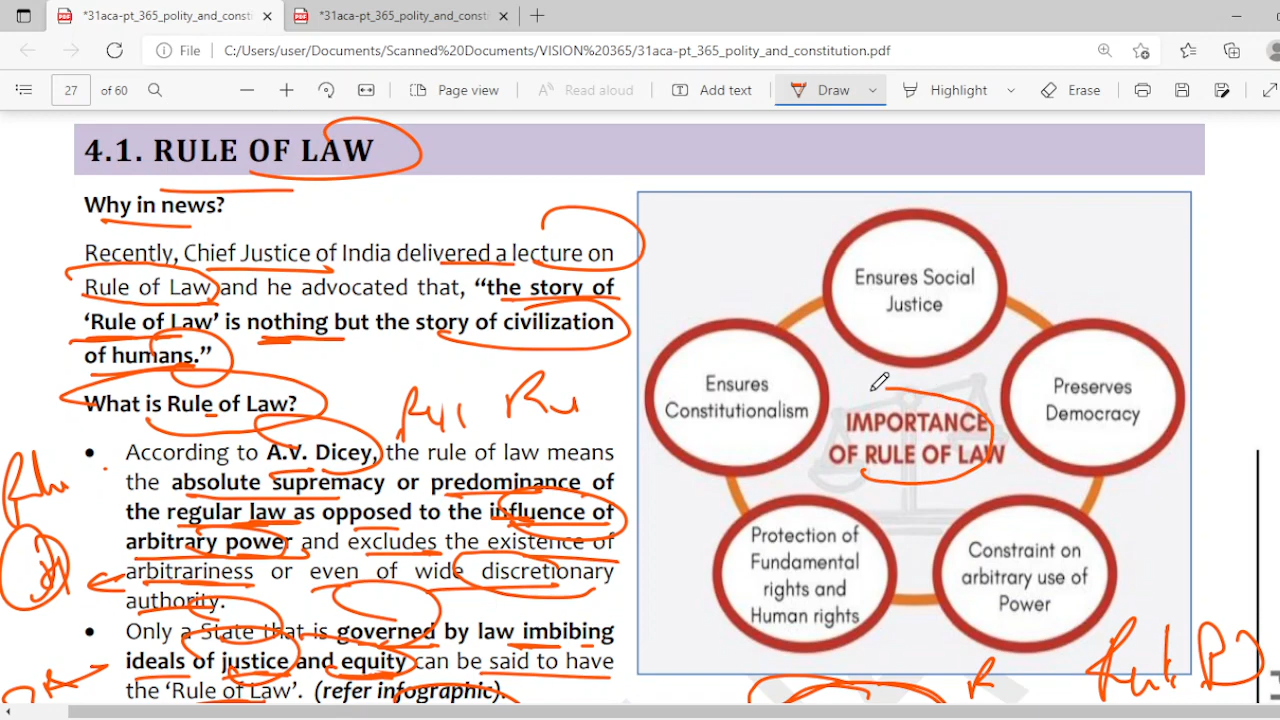 *31aca-pt_365_polity_and_consti
*31aca-pt_365_polity_and_consti
File
C:/Users/user/Documents/Scanned%20Documents/VISION%20365/31aca-pt_365_polity_and_constitution.pdf
27 of 60
Page view
Read aloud
Add text
Draw
Highlight
Erase
4.1. RULE OF LAW
Why in news?
Recently, Chief Justice of India delivered a lecture on
Rule of Law and he advocated that, “the story of
‘Rule of Law’ is nothing but the story of civilization
of humans.”
What is Rule of Law?
• According to A.V. Dicey, the rule of law means
the absolute supremacy or predominance of
the regular law as opposed to the influence of
arbitrary power and excludes the existence of
arbitrariness or even of wide discretionary
authority.
• Only a State that is governed by law imbibing
ideals of justice and equity can be said to have
the ‘Rule of Law’. (refer infographic).
Ensures Social
Justice
Ensures
Constitutionalism
Preserves
Democracy
IMPORTANCE
OF RULE OF LAW
Protection of
Fundamental
rights and
Human rights
Constraint on
arbitrary use of
Power